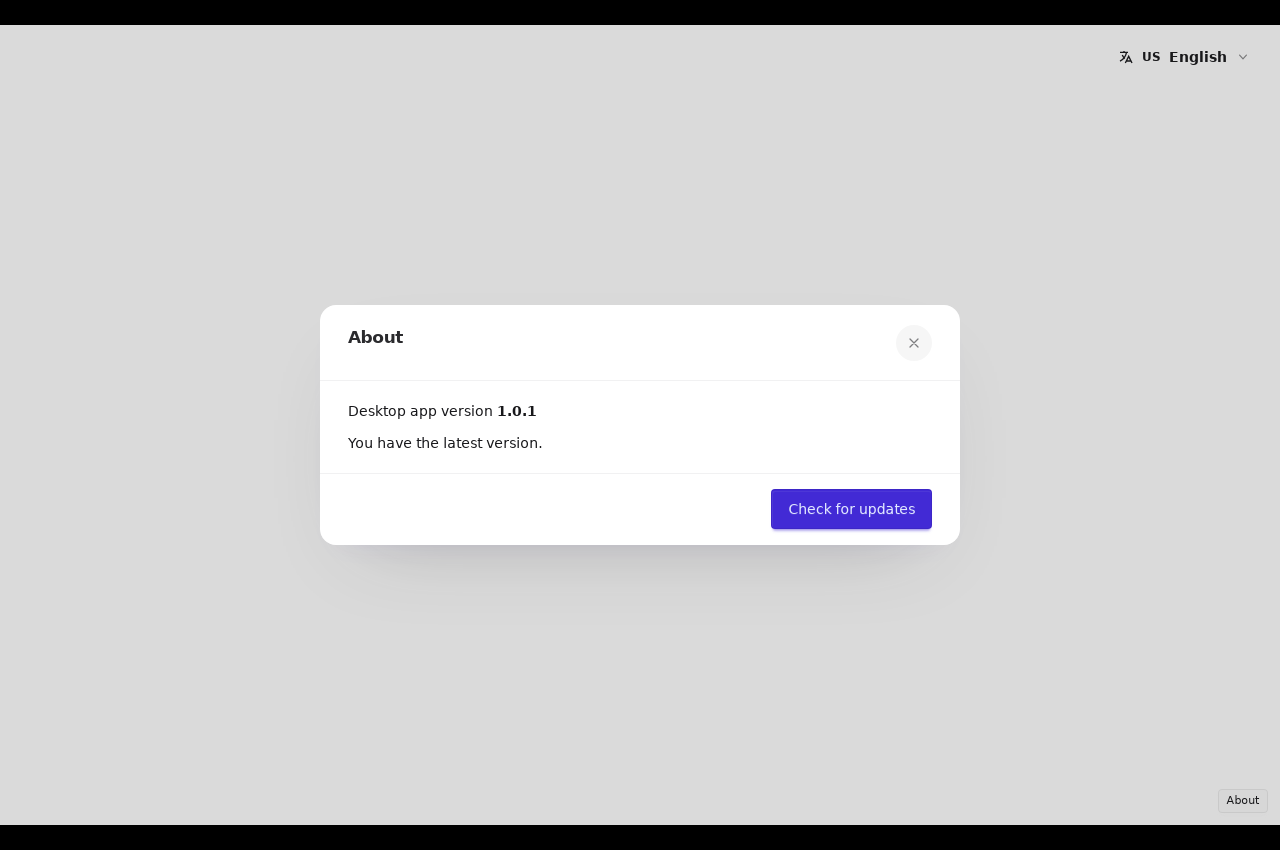 US English
About
Desktop app version 1.0.1
You have the latest version.
Check for updates
About